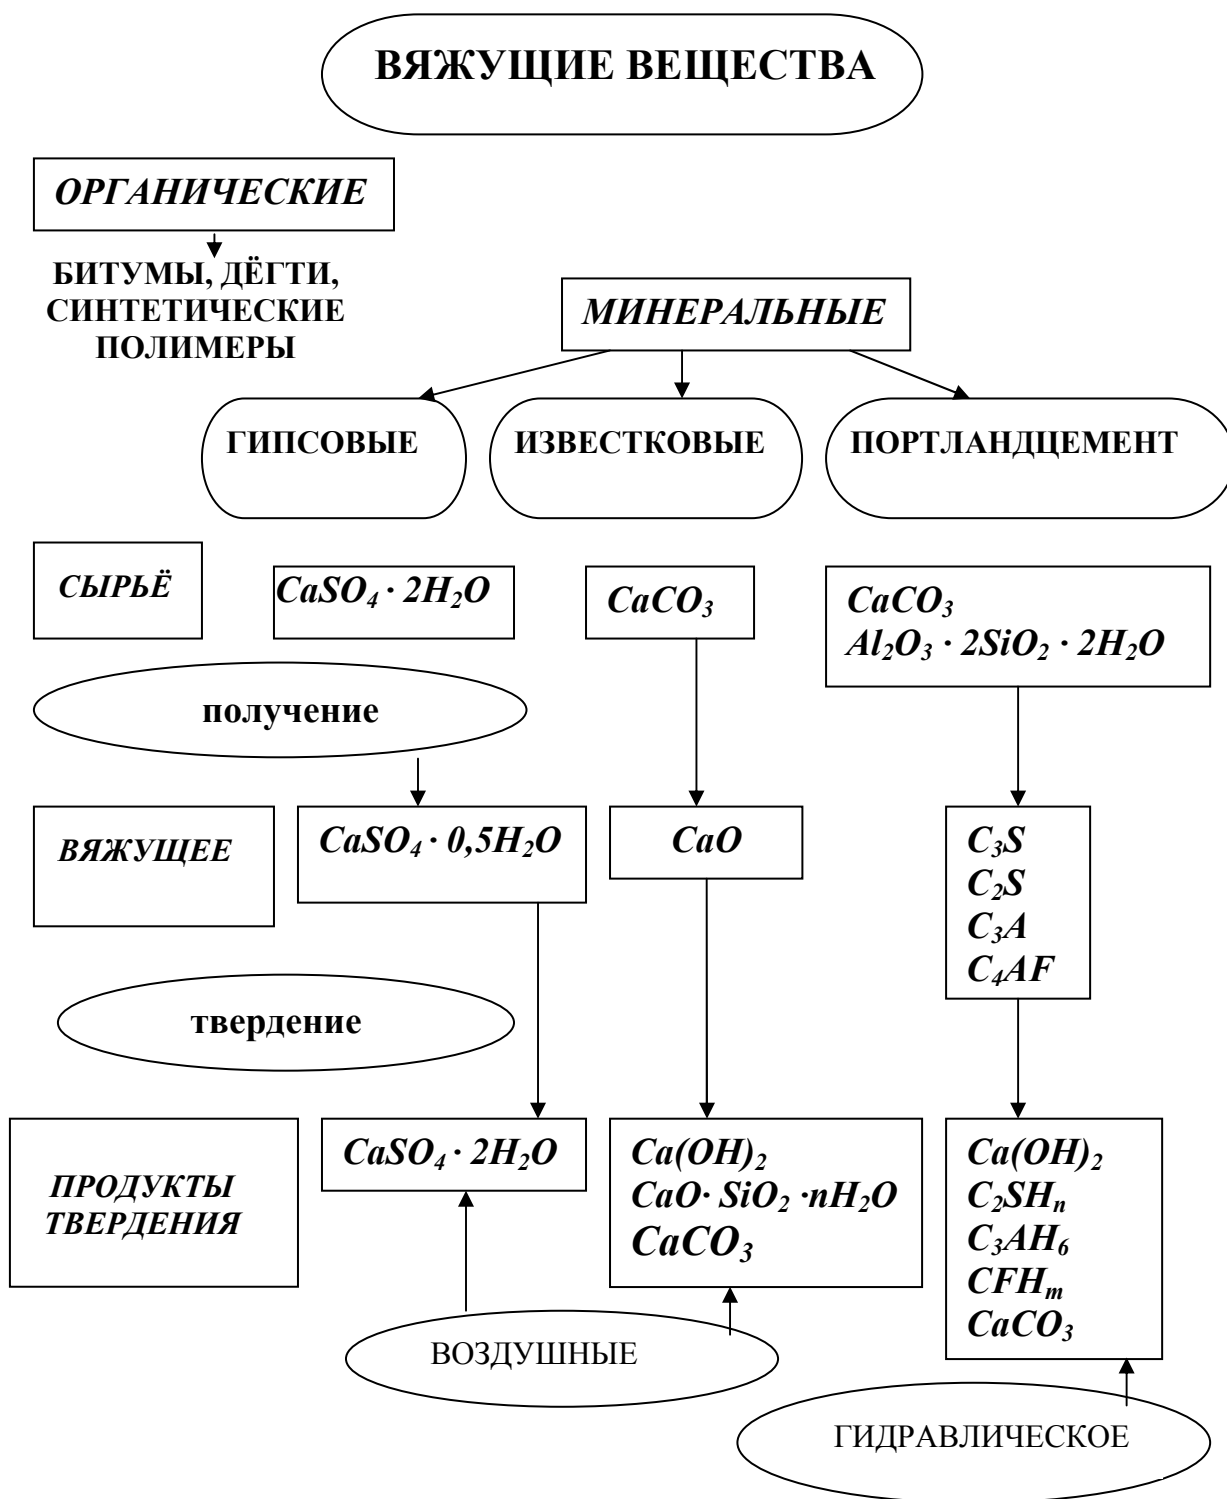 ВЯЖУЩИЕ ВЕЩЕСТВА
ОРГАНИЧЕСКИЕ
БИТУМЫ, ДЁГТИ,
СИНТЕТИЧЕСКИЕ
ПОЛИМЕРЫ
МИНЕРАЛЬНЫЕ
ГИПСОВЫЕ
ИЗВЕСТКОВЫЕ
ПОРТЛАНДЦЕМЕНТ
СЫРЬЁ
CaSO₄ · 2H₂O
CaCO₃
CaCO₃
Al₂O₃ · 2SiO₂ · 2H₂O
получение
ВЯЖУЩЕЕ
CaSO₄ · 0,5H₂O
CaO
C₃S
C₂S
C₃A
C₄AF
твердение
ПРОДУКТЫ
ТВЕРДЕНИЯ
CaSO₄ · 2H₂O
Ca(OH)₂
CaO· SiO₂ ·nH₂O
CaCO₃
Ca(OH)₂
C₂SHₙ
C₃AH₆
CFHₘ
CaCO₃
ВОЗДУШНЫЕ
ГИДРАВЛИЧЕСКОЕ